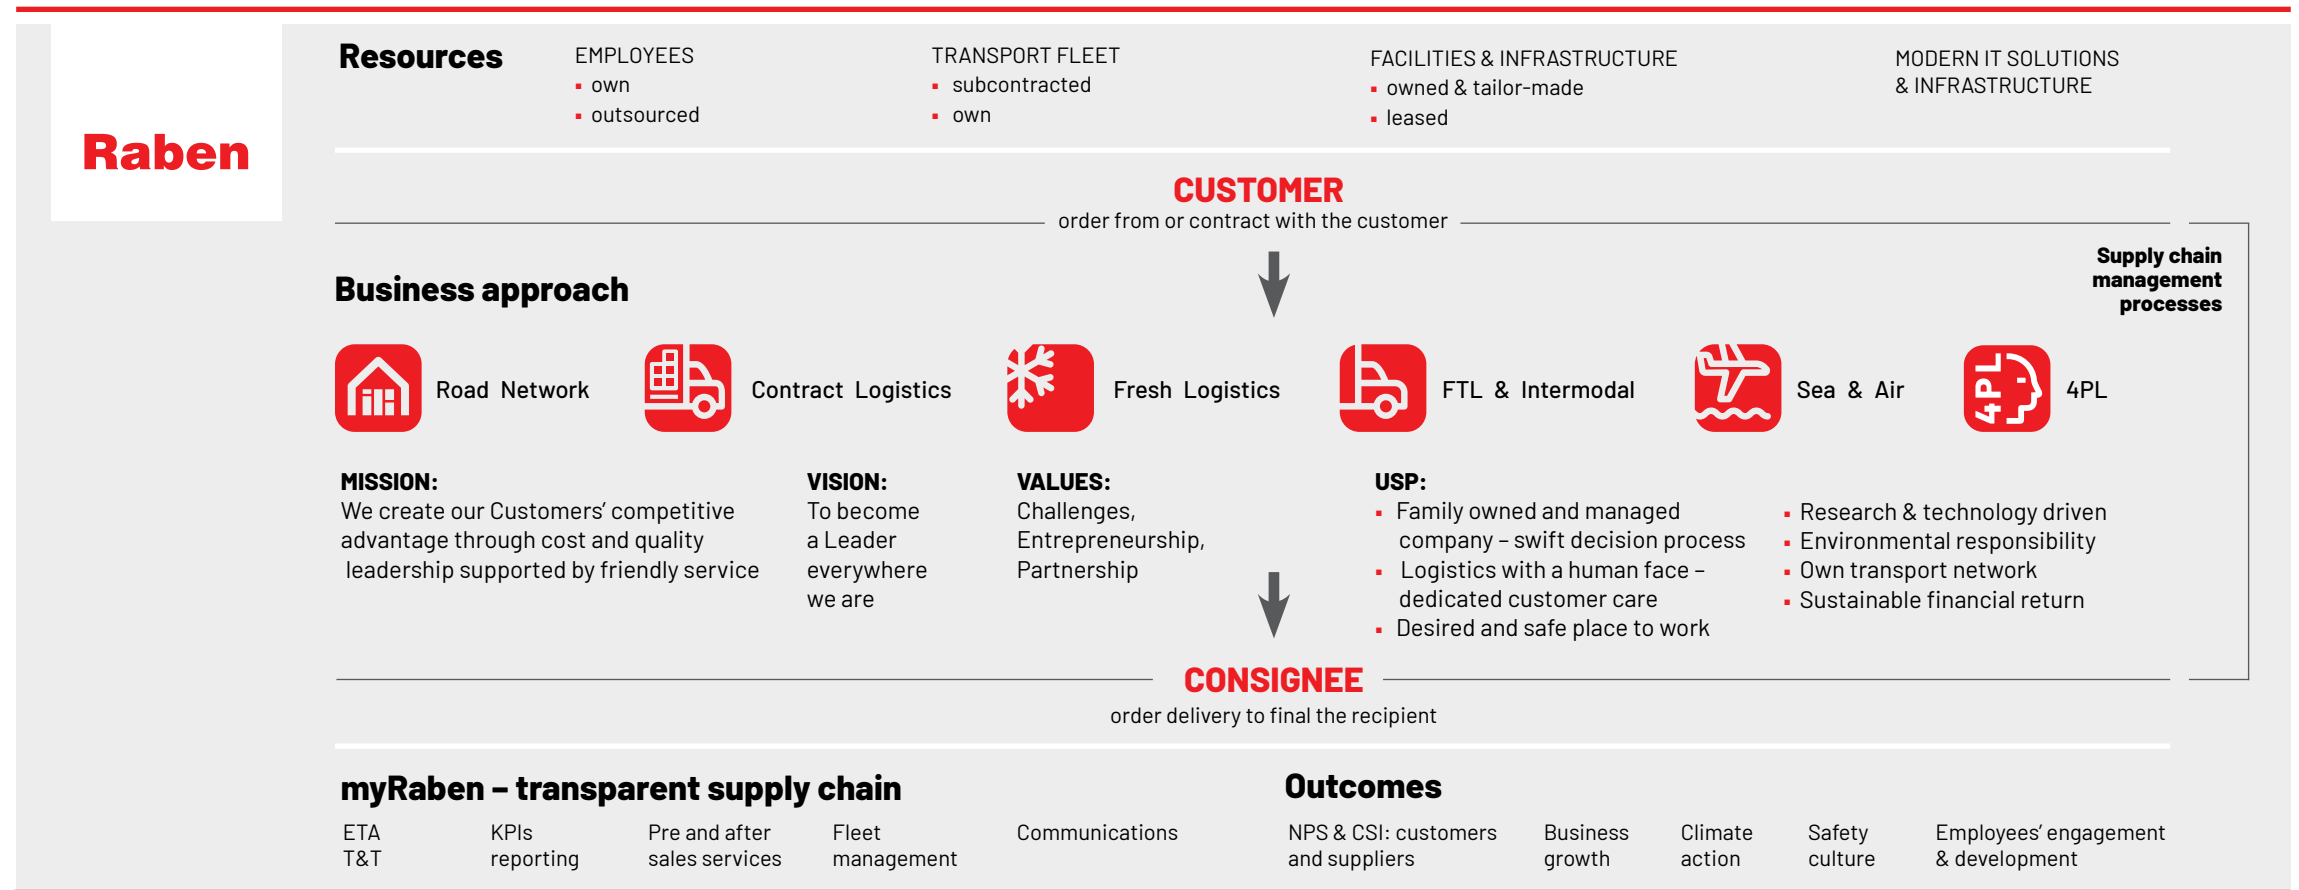 Raben
Resources
EMPLOYEES
▪ own
▪ outsourced
TRANSPORT FLEET
▪ subcontracted
▪ own
FACILITIES & INFRASTRUCTURE
▪ owned & tailor-made
▪ leased
MODERN IT SOLUTIONS
& INFRASTRUCTURE
CUSTOMER
order from or contract with the customer
Supply chain
management
processes
Business approach
Road Network
Contract Logistics
Fresh Logistics
FTL & Intermodal
Sea & Air
4PL
4PL
MISSION:
We create our Customers’ competitive
advantage through cost and quality
leadership supported by friendly service
VISION:
To become
a Leader
everywhere
we are
VALUES:
Challenges,
Entrepreneurship,
Partnership
USP:
▪ Family owned and managed
company – swift decision process
▪ Logistics with a human face –
dedicated customer care
▪ Desired and safe place to work
▪ Research & technology driven
▪ Environmental responsibility
▪ Own transport network
▪ Sustainable financial return
CONSIGNEE
order delivery to final the recipient
myRaben – transparent supply chain
ETA
T&T
KPIs
reporting
Pre and after
sales services
Fleet
management
Communications
Outcomes
NPS & CSI: customers
and suppliers
Business
growth
Climate
action
Safety
culture
Employees’ engagement
& development